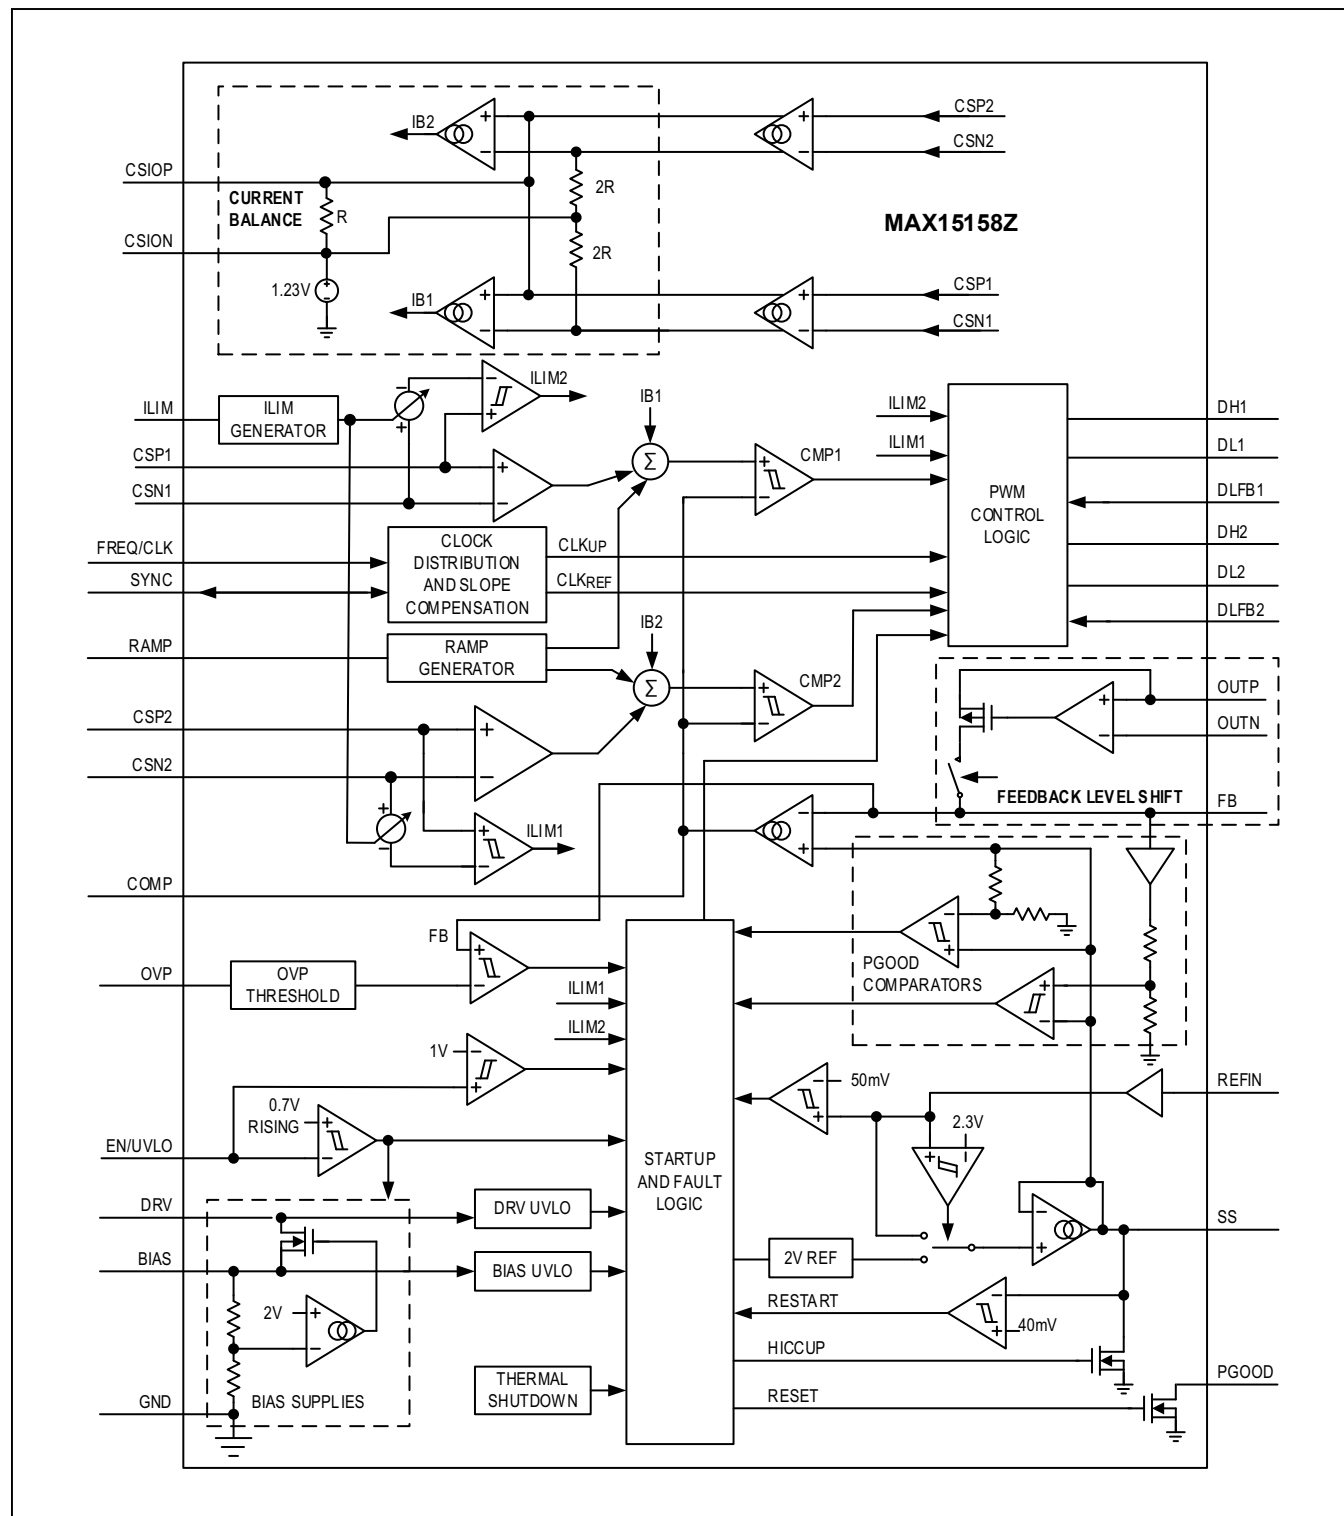 CSP2
IB2
CSN2
CSIOP
2R
CURRENT
BALANCE
R
MAX15158Z
CSION
2R
1.23V
CSP1
IB1
CSN1
ILIM2
IB1
ILIM
ILIM
GENERATOR
ILIM2
DH1
ILIM1
DL1
CSP1
Σ
CMP1
CSN1
PWM
CONTROL
LOGIC
DLFB1
FREQ/CLK
CLOCK
DISTRIBUTION
AND SLOPE
COMPENSATION
CLKUP
DH2
SYNC
CLKREF
DL2
IB2
DLFB2
RAMP
RAMP
GENERATOR
Σ
CMP2
OUTP
CSP2
OUTN
CSN2
FEEDBACK LEVEL SHIFT
FB
ILIM1
COMP
FB
PGOOD
COMPARATORS
OVP
OVP
THRESHOLD
ILIM1
ILIM2
1V
50mV
REFIN
0.7V
RISING
2.3V
EN/UVLO
STARTUP
AND FAULT
LOGIC
DRV
DRV UVLO
SS
BIAS
BIAS UVLO
2V REF
2V
RESTART
40mV
HICCUP
THERMAL
SHUTDOWN
PGOOD
BIAS SUPPLIES
RESET
GND